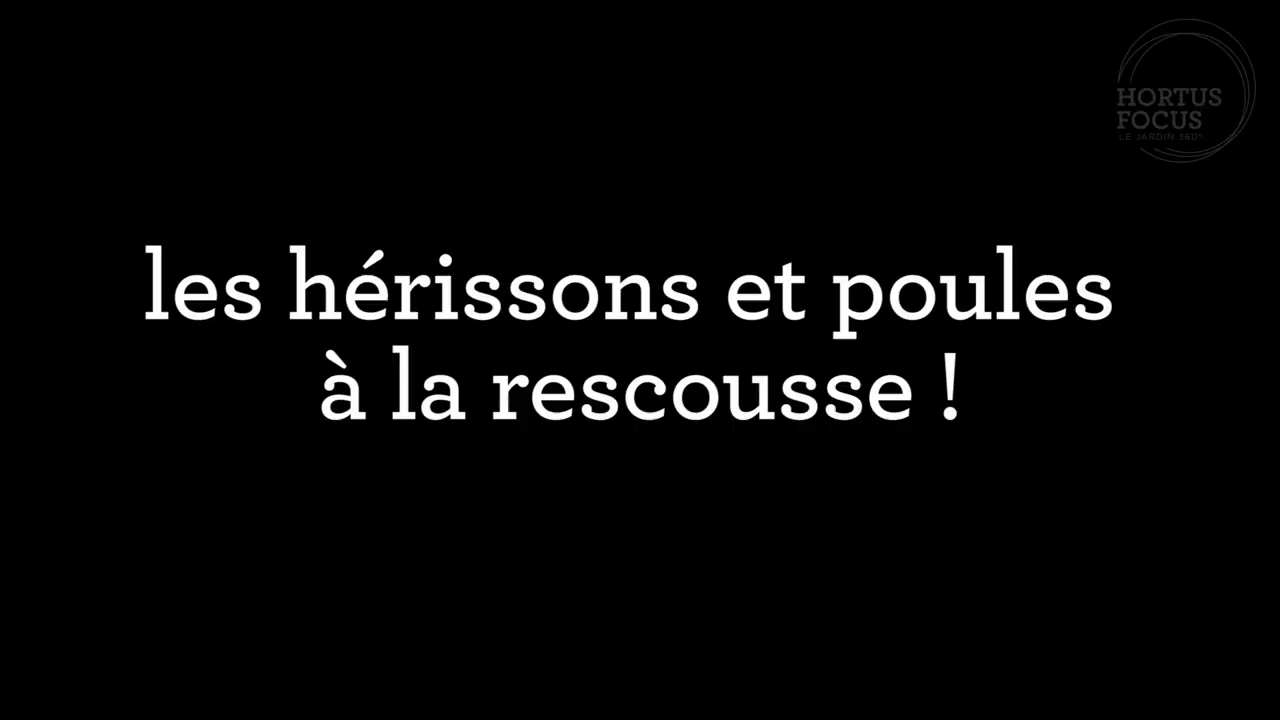 HORTUS
FOCUS
LE JARDIN 360°
les hérissons et poules
à la rescousse !